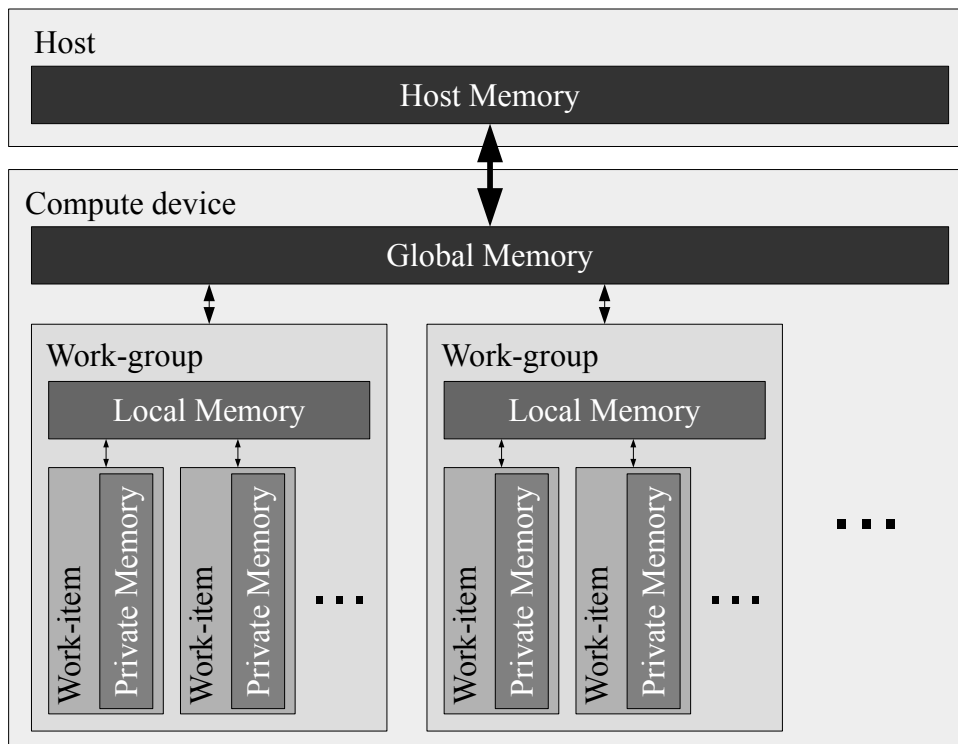 Host
Host Memory
Compute device
Global Memory
Work-group
Local Memory
Work-item
Private Memory
Work-item
Private Memory
...
Work-group
Local Memory
Work-item
Private Memory
Work-item
Private Memory
...
...